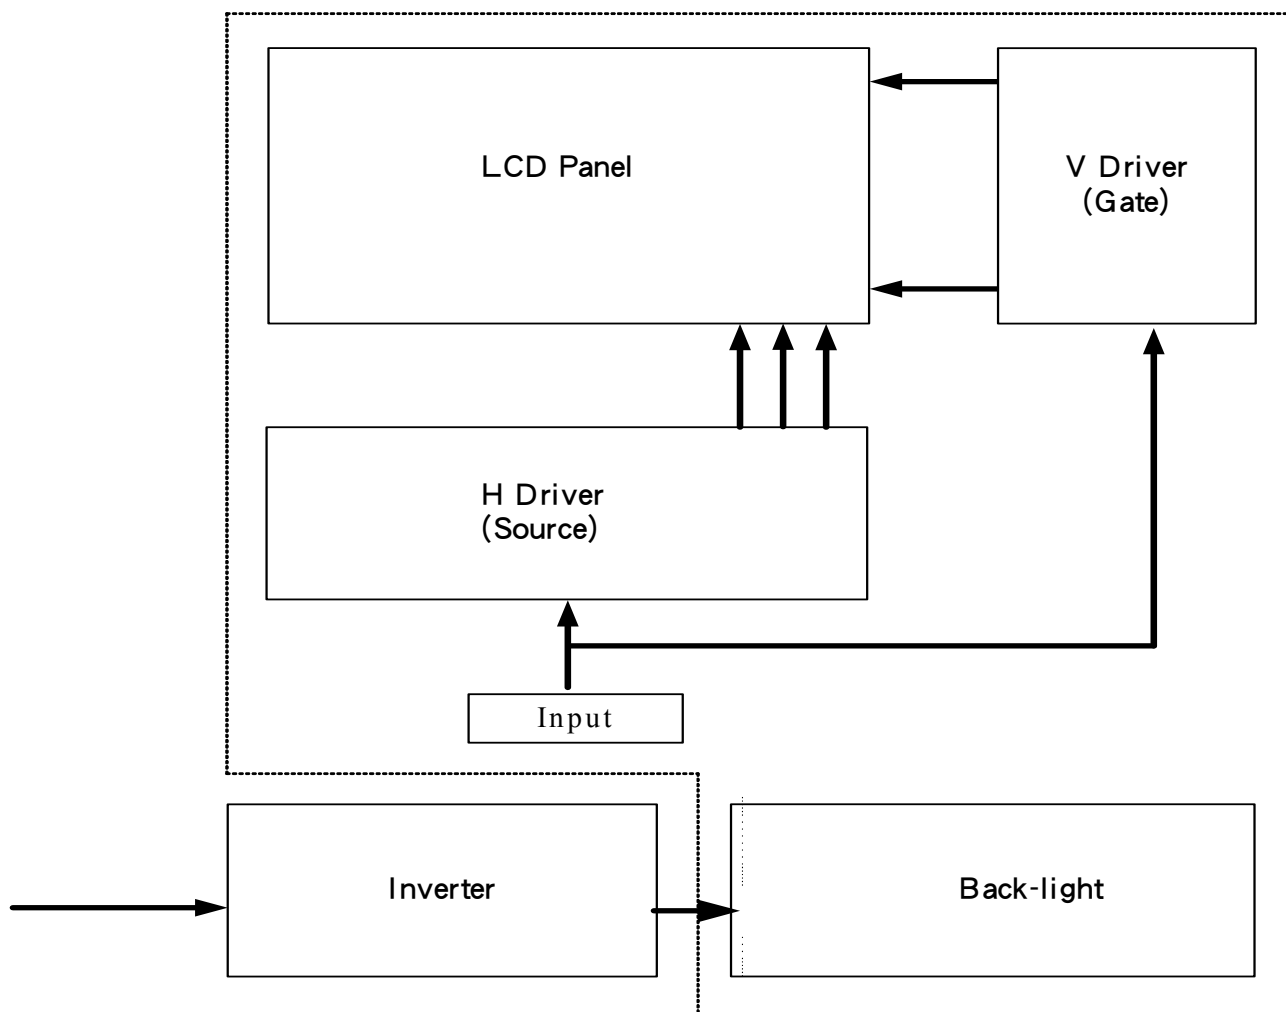 LCD Panel
V Driver
(Gate)
H Driver
(Source)
Input
Inverter
Back-light